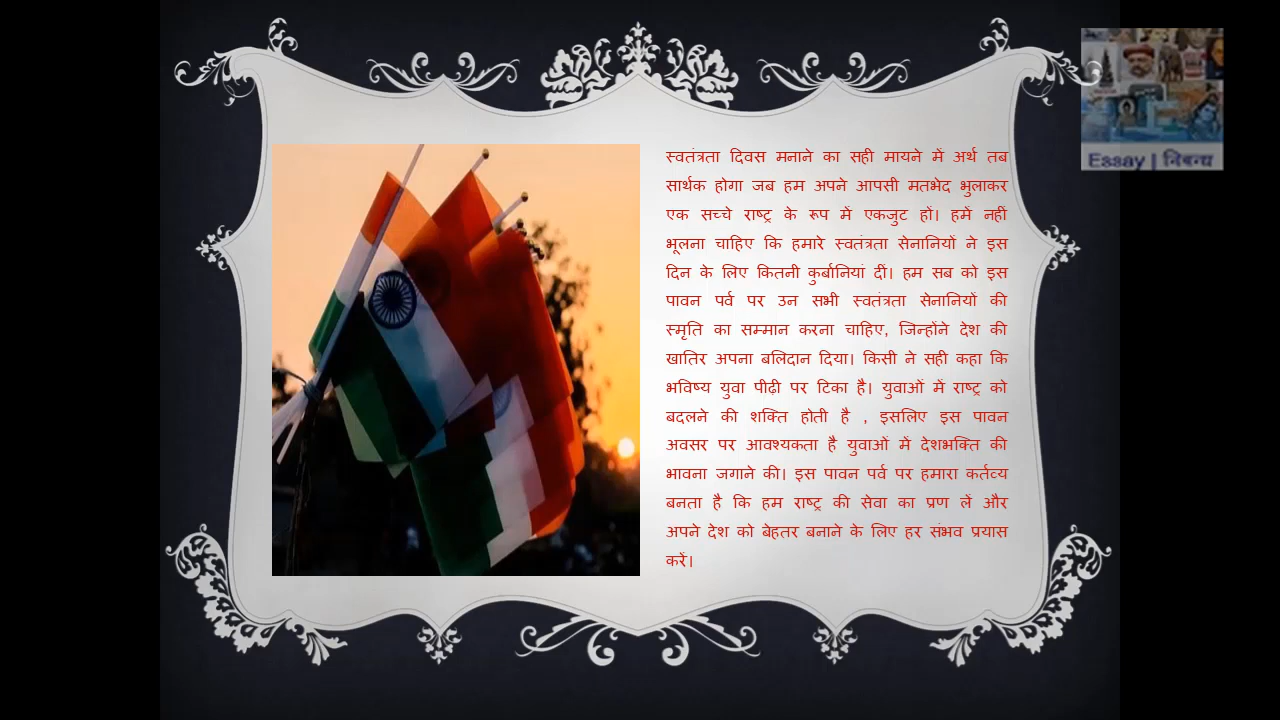 स्वतंत्रता दिवस मनाने का सही मायने में अर्थ तब
सार्थक होगा जब हम अपने आपसी मतभेद भुलाकर
एक सच्चे राष्ट्र के रूप में एकजुट हों। हमें नहीं
भूलना चाहिए कि हमारे स्वतंत्रता सेनानियों ने इस
दिन के लिए कितनी कुर्बानियां दीं। हम सब को इस
पावन पर्व पर उन सभी स्वतंत्रता सेनानियों की
स्मृति का सम्मान करना चाहिए, जिन्होंने देश की
खातिर अपना बलिदान दिया। किसी ने सही कहा कि
भविष्य युवा पीढ़ी पर टिका है। युवाओं में राष्ट्र को
बदलने की शक्ति होती है , इसलिए इस पावन
अवसर पर आवश्यकता है युवाओं में देशभक्ति की
भावना जगाने की। इस पावन पर्व पर हमारा कर्तव्य
बनता है कि हम राष्ट्र की सेवा का प्रण लें और
अपने देश को बेहतर बनाने के लिए हर संभव प्रयास
करें।
Essay | निबन्ध